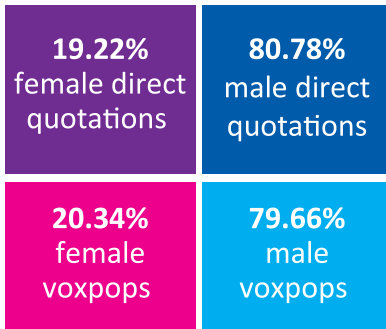 19.22%
female direct
quotations
80.78%
male direct
quotations
20.34%
female
voxpops
79.66%
male
voxpops